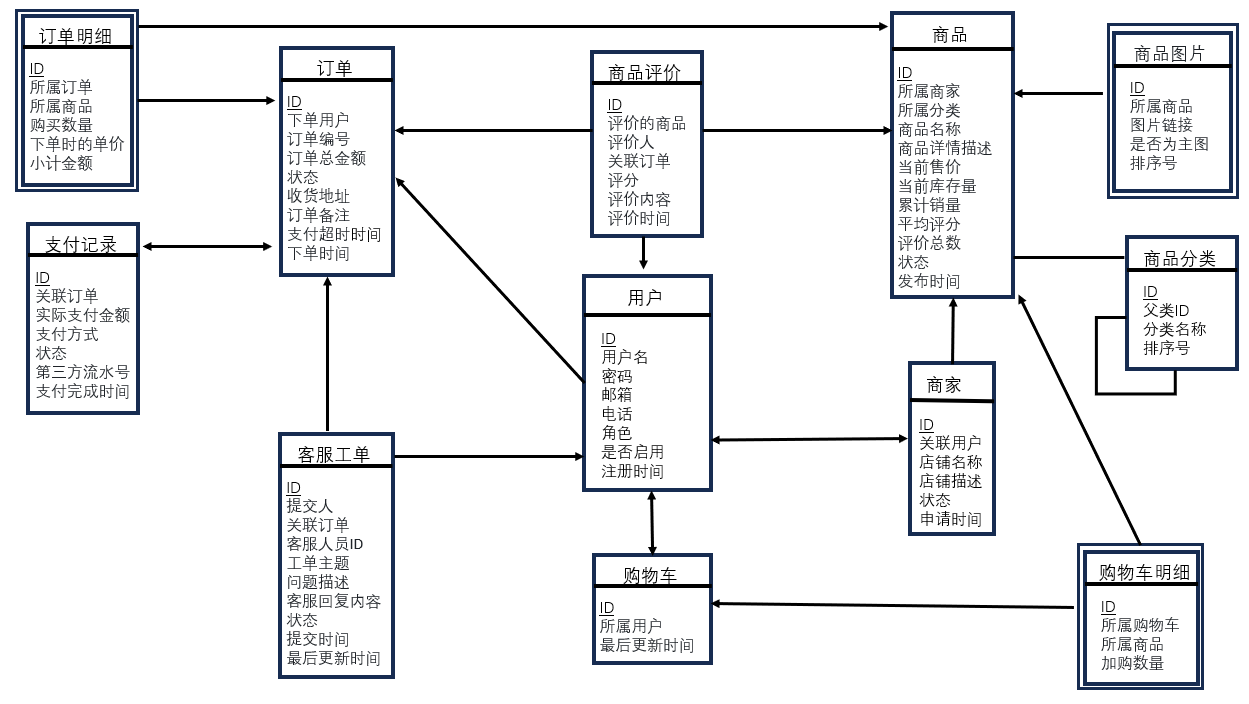 订单明细
ID
所属订单
所属商品
购买数量
下单时的单价
小计金额
订单
ID
下单用户
订单编号
订单总金额
状态
收货地址
订单备注
支付超时时间
下单时间
商品评价
ID
评价的商品
评价人
关联订单
评分
评价内容
评价时间
商品
ID
所属商家
所属分类
商品名称
商品详情描述
当前售价
当前库存量
累计销量
平均评分
评价总数
状态
发布时间
商品图片
ID
所属商品
图片链接
是否为主图
排序号
支付记录
ID
关联订单
实际支付金额
支付方式
状态
第三方流水号
支付完成时间
用户
ID
用户名
密码
邮箱
电话
角色
是否启用
注册时间
商品分类
ID
父类ID
分类名称
排序号
商家
ID
关联用户
店铺名称
店铺描述
状态
申请时间
客服工单
ID
提交人
关联订单
客服人员ID
工单主题
问题描述
客服回复内容
状态
提交时间
最后更新时间
购物车
ID
所属用户
最后更新时间
购物车明细
ID
所属购物车
所属商品
加购数量